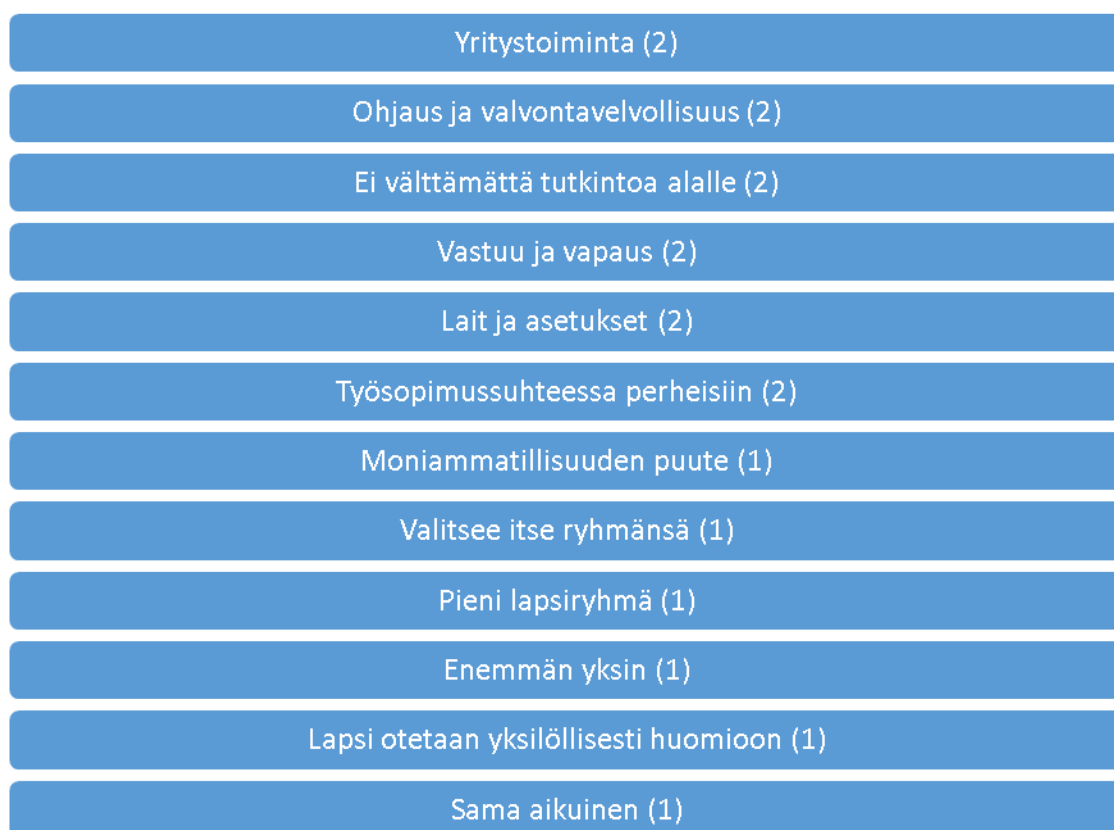 Yritystoiminta (2)
Ohjaus ja valvontavelvollisuus (2)
Ei välttämättä tutkintoa alalle (2)
Vastuu ja vapaus (2)
Lait ja asetukset (2)
Työsopimussuhteessa perheisiin (2)
Moniammatillisuuden puute (1)
Valitsee itse ryhmänsä (1)
Pieni lapsiryhmä (1)
Enemmän yksin (1)
Lapsi otetaan yksilöllisesti huomioon (1)
Sama aikuinen (1)